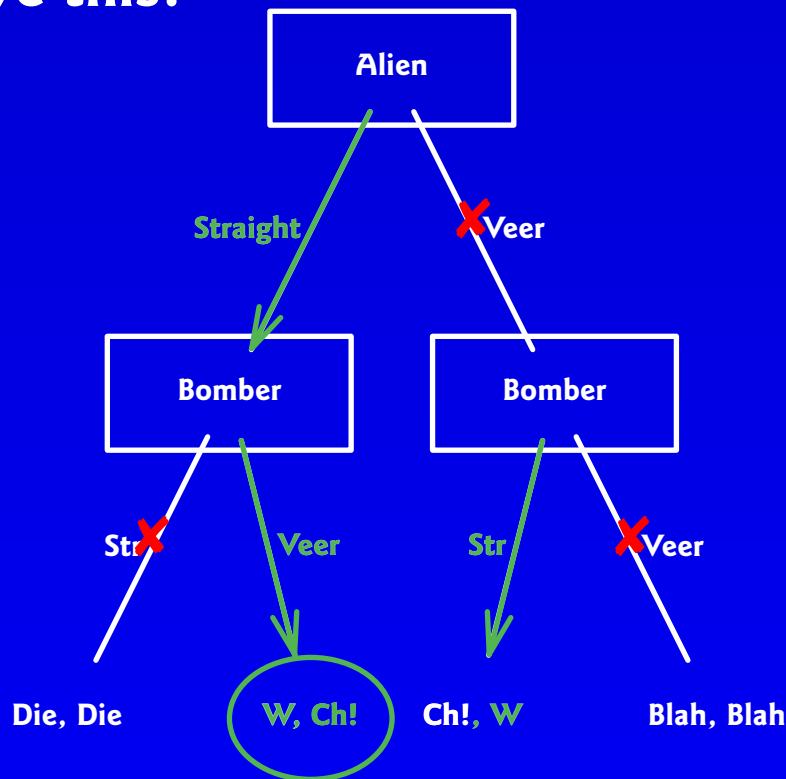 Alien
Straight
Veer
Bomber
Bomber
Str
Veer
Str
Veer
Die, Die
W, Ch!
Ch!, W
Blah, Blah